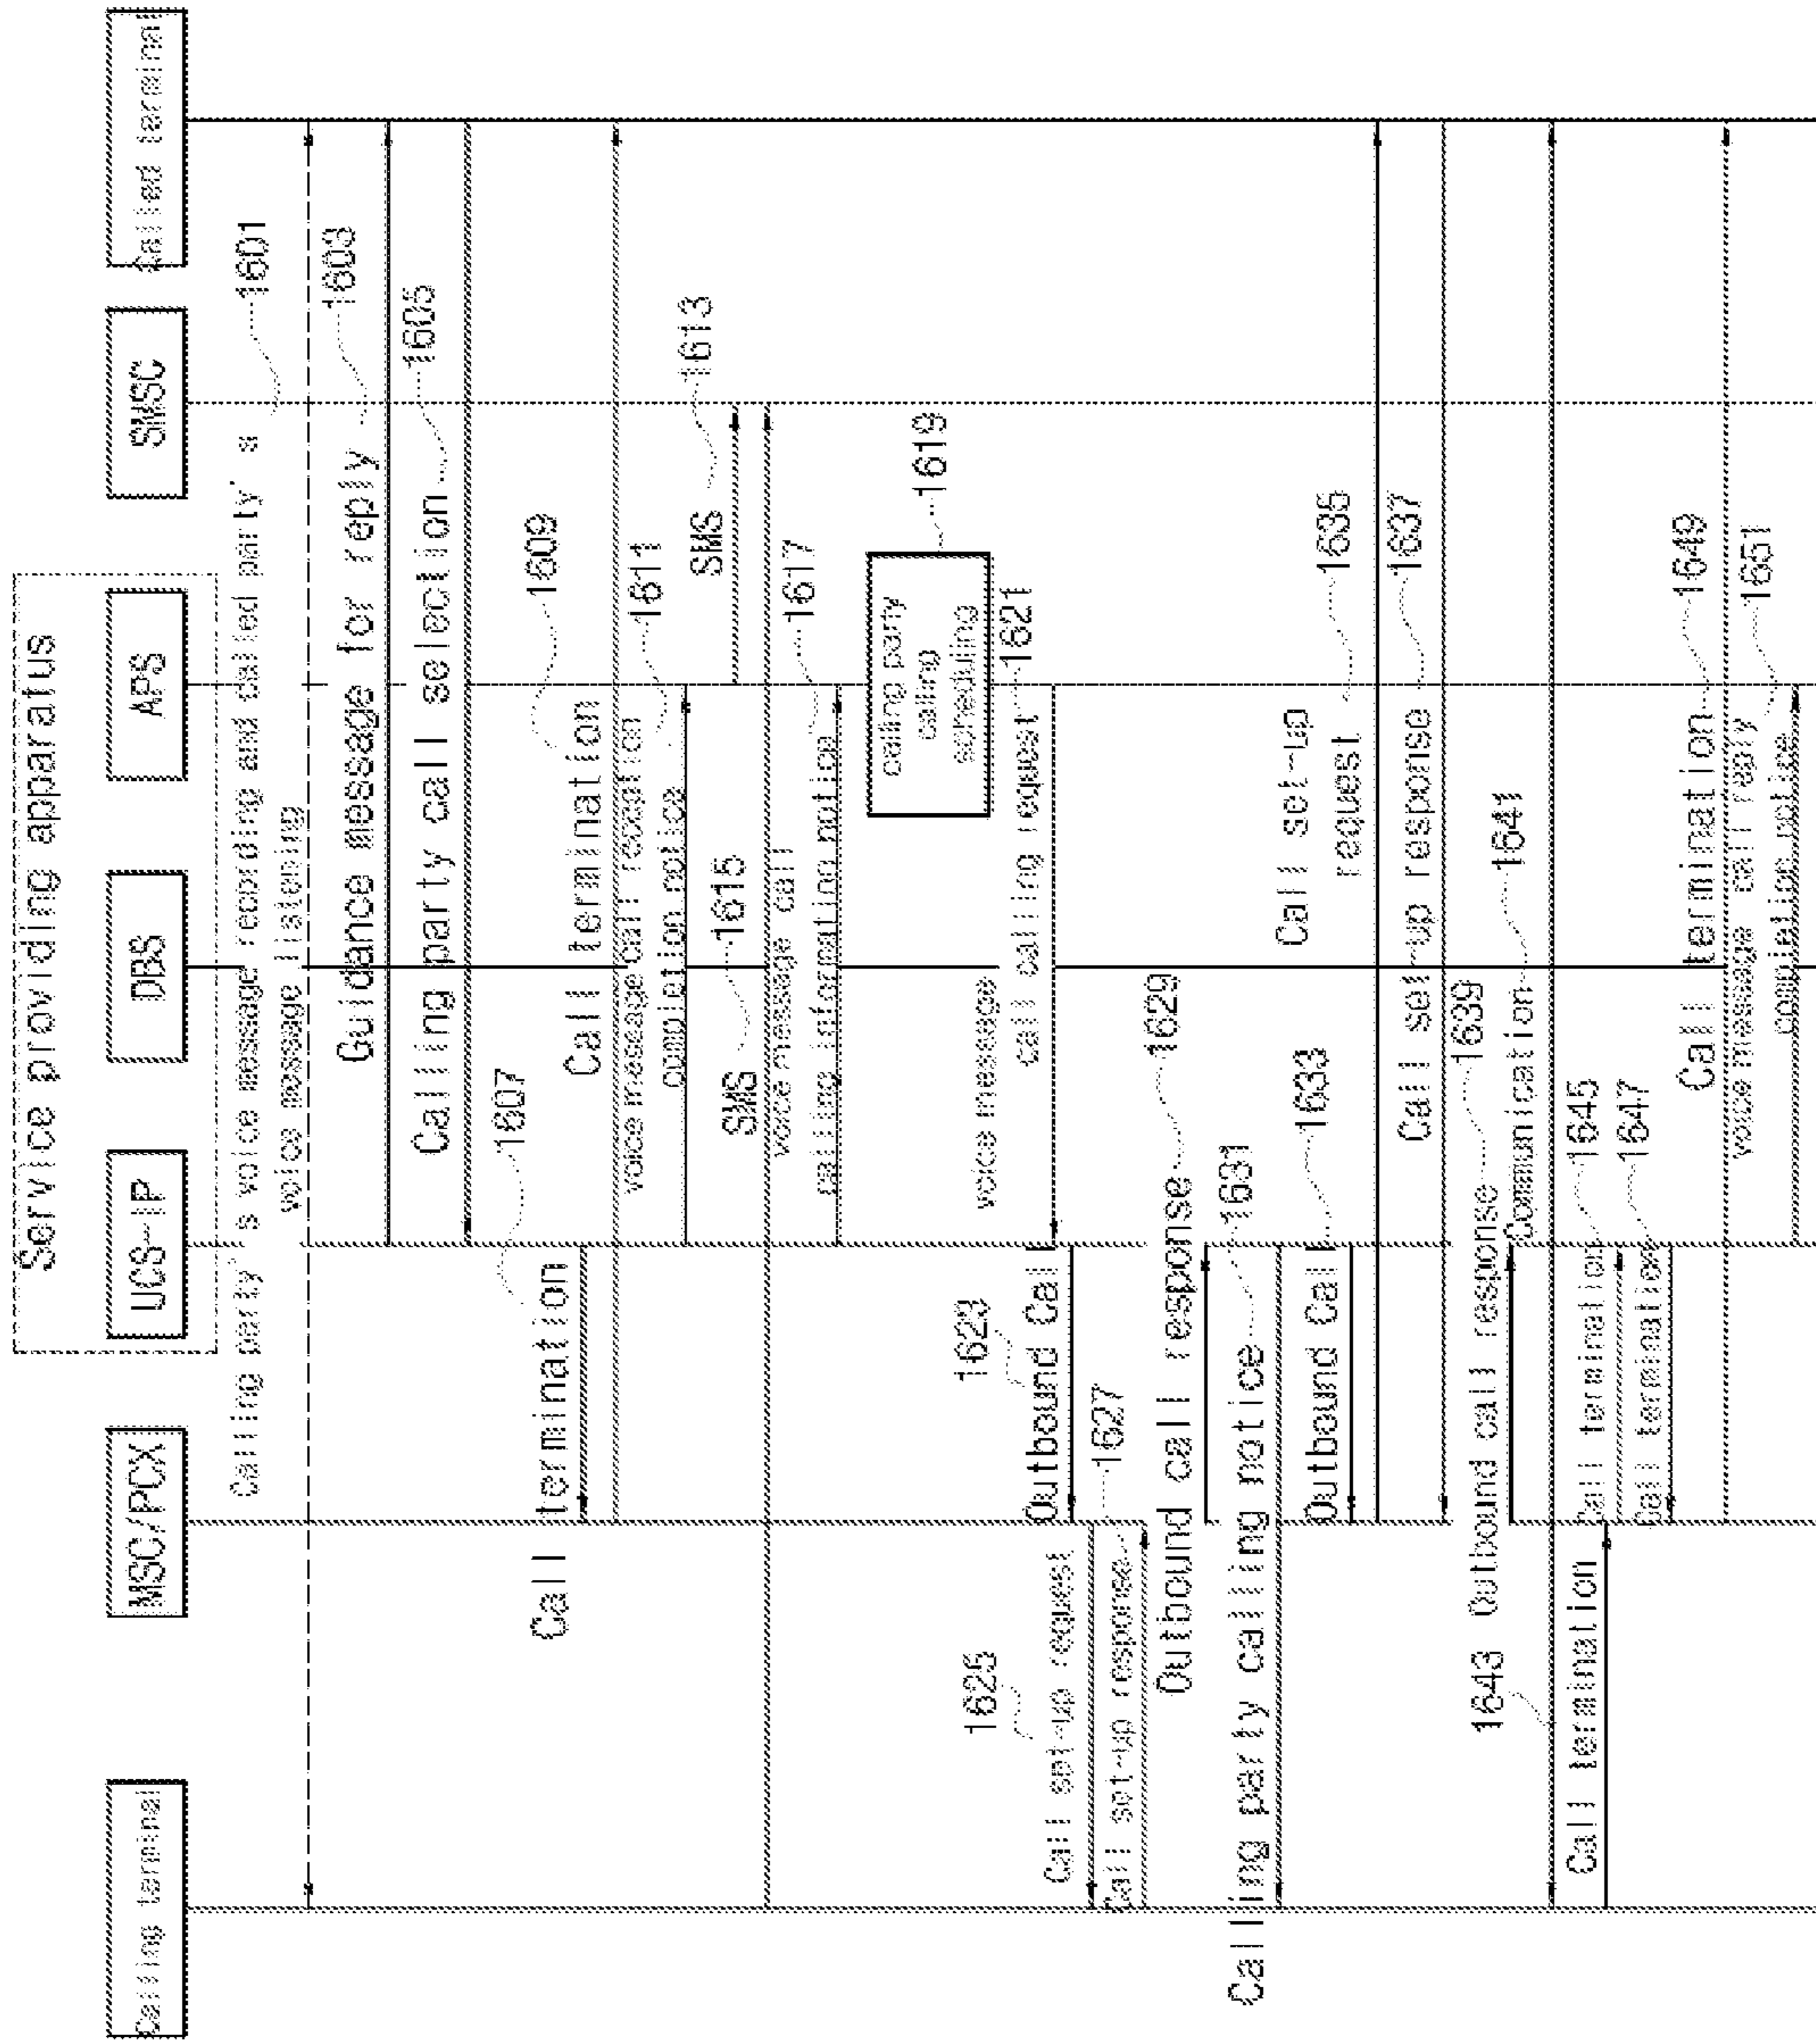 Service providing apparatus
Calling terminal
MSC/PCX
UCS-IP
DBS
APS
SMSC
Called terminal
Calling party's voice message recording and called party's
voice message listening
1601
Guidance message for reply
1603
Calling party call selection
1605
1607
Call termination
Call termination
1609
voice message call reception
completion notice
1611
SMS
1613
SMS
1615
voice message call
calling information notice
1617
calling party
calling
scheduling
1619
voice message
call calling request
1621
1623
Outbound Call
1625
Call set-up request
1627
Call set-up response
Outbound call response
1629
Calling party calling notice
1631
Outbound Call
1633
Call set-up
request
1635
Call set-up response
1637
Outbound call response
1639
Communication
1641
1643
Call termination
Call termination
1645
Call termination
1647
Call termination
1649
voice message call reply
completion notice
1651